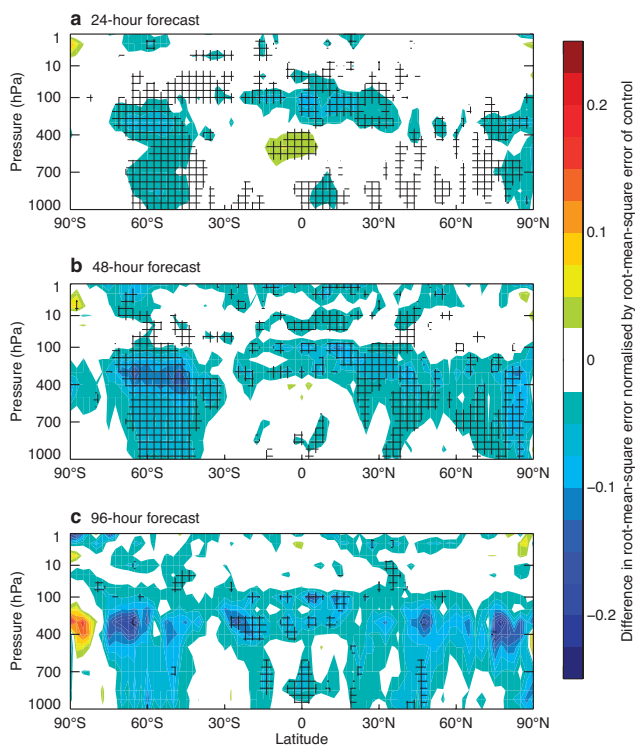 a 24-hour forecast
1
10
100
400
700
1000
Pressure (hPa)
90°S 60°S 30°S 0 30°N 60°N 90°N
b 48-hour forecast
1
10
100
400
700
1000
Pressure (hPa)
90°S 60°S 30°S 0 30°N 60°N 90°N
c 96-hour forecast
1
10
100
400
700
1000
Pressure (hPa)
90°S 60°S 30°S 0 30°N 60°N 90°N
Latitude
0.2
0.1
0
–0.1
–0.2
Difference in root-mean-square error normalised by root-mean-square error of control